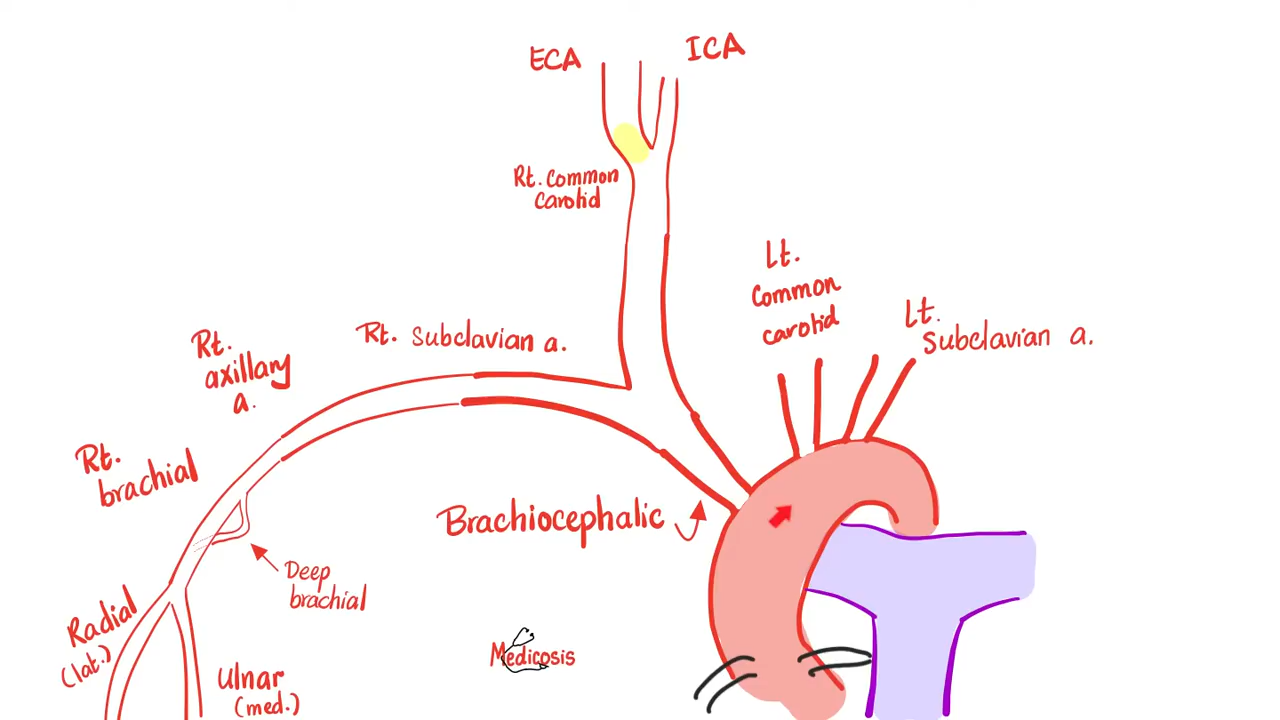 ECA
ICA
Rt. Common
Carotid
Lt.
Common
carotid
Lt.
Subclavian a.
Rt. Subclavian a.
Rt.
axillary
a.
Rt.
brachial
Brachiocephalic
Deep
brachial
Radial
(lat.)
Ulnar
(med.)
Medicosis